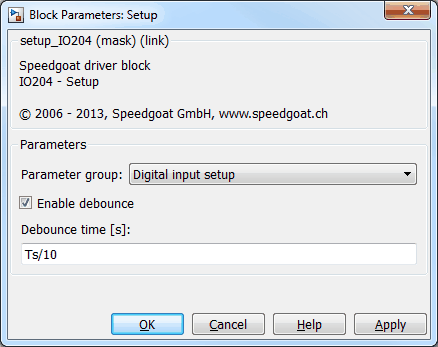 Block Parameters: Setup
setup_IO204 (mask) (link)
Speedgoat driver block
IO204 - Setup
© 2006 - 2013, Speedgoat GmbH, www.speedgoat.ch
Parameters
Parameter group: Digital input setup
Enable debounce
Debounce time [s]:
Ts/10
OK Cancel Help Apply